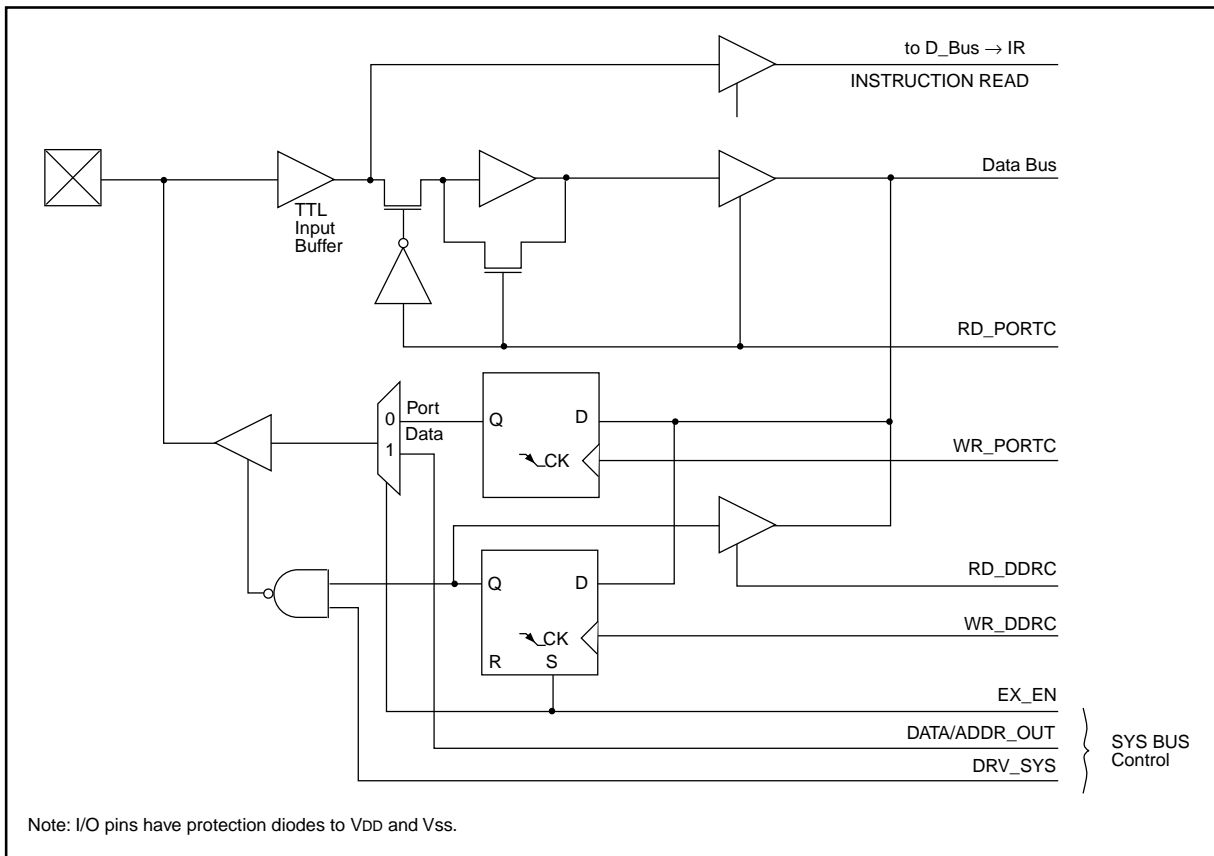 to D_Bus → IR
INSTRUCTION READ
Data Bus
TTL
Input
Buffer
RD_PORTC
0
Port
Q
D
1
Data
CK
WR_PORTC
RD_DDRC
Q
D
CK
WR_DDRC
R
S
EX_EN
DATA/ADDR_OUT
DRV_SYS
SYS BUS
Control
Note: I/O pins have protection diodes to VDD and Vss.